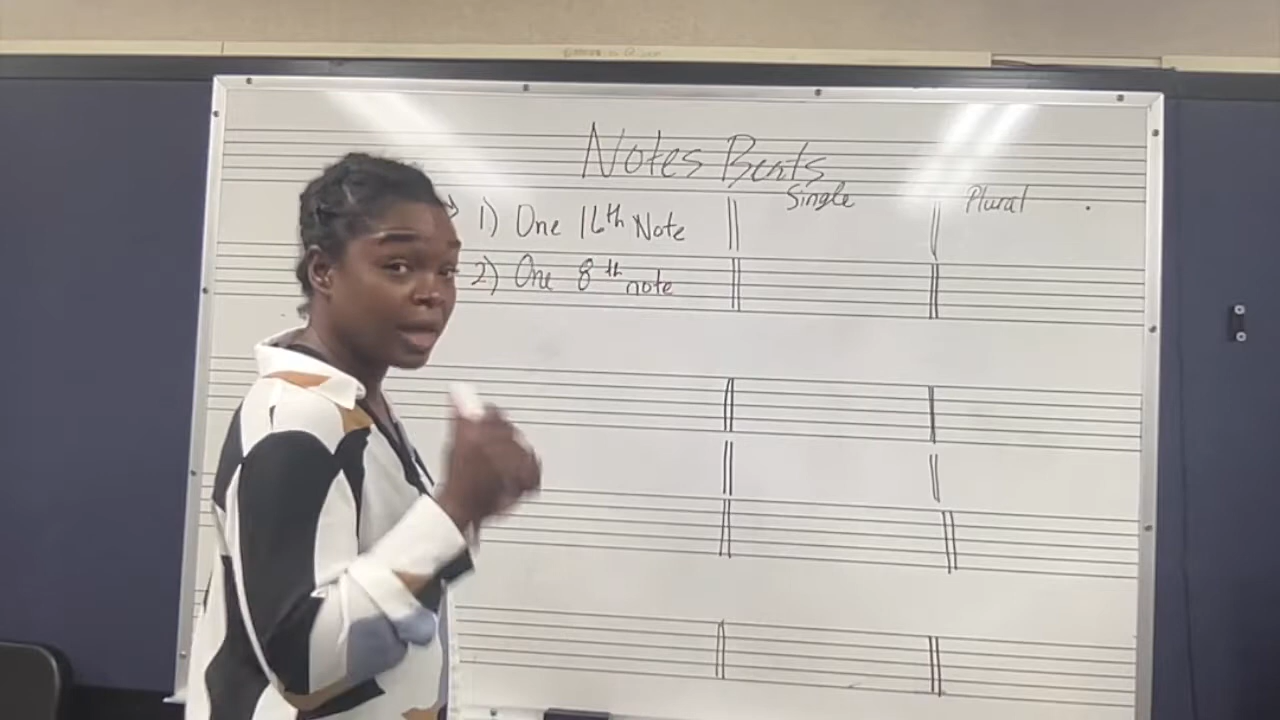 Notes Beats
Single Plural
1) One 16th Note
2) One 8th note